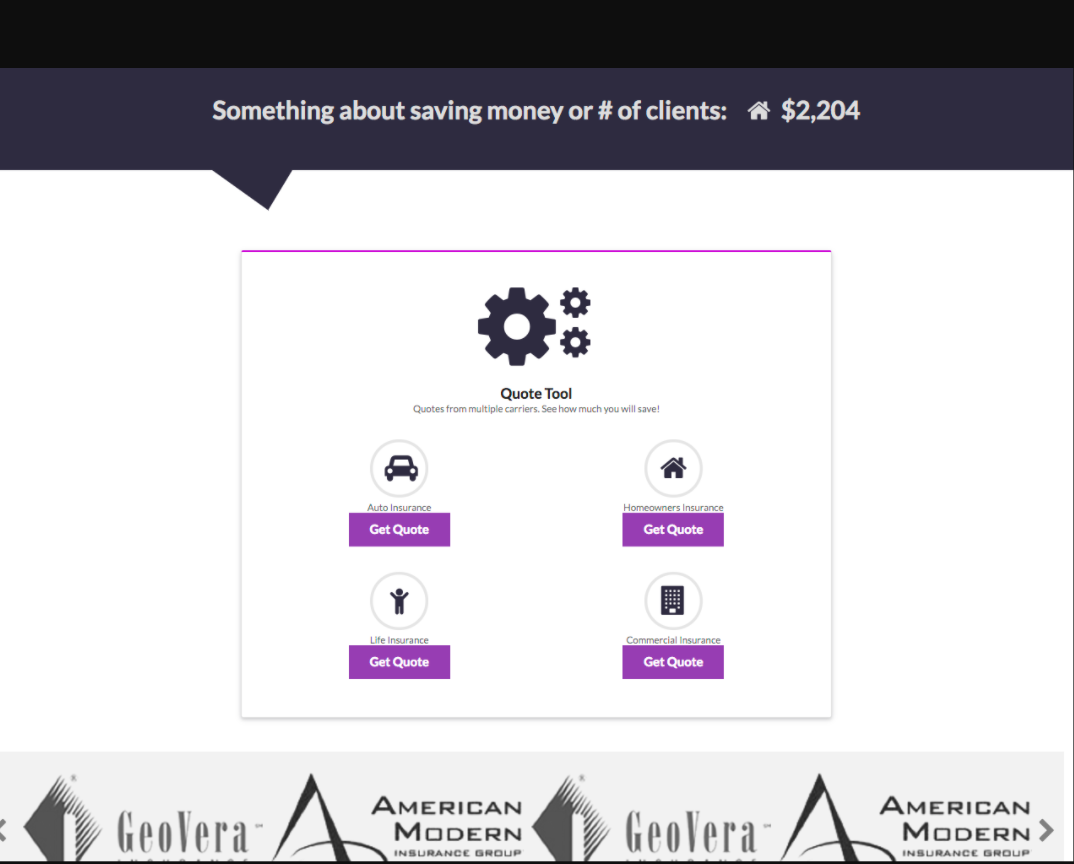 Something about saving money or # of clients: $2,204
Quote Tool
Quotes from multiple carriers. See how much you will save!
Auto Insurance
Homeowners Insurance
Get Quote
Get Quote
Life Insurance
Commercial Insurance
Get Quote
Get Quote
GeoVera
INSURANCE
AMERICAN
MODERN
INSURANCE GROUP
GeoVera
INSURANCE
AMERICAN
MODERN
INSURANCE GROUP